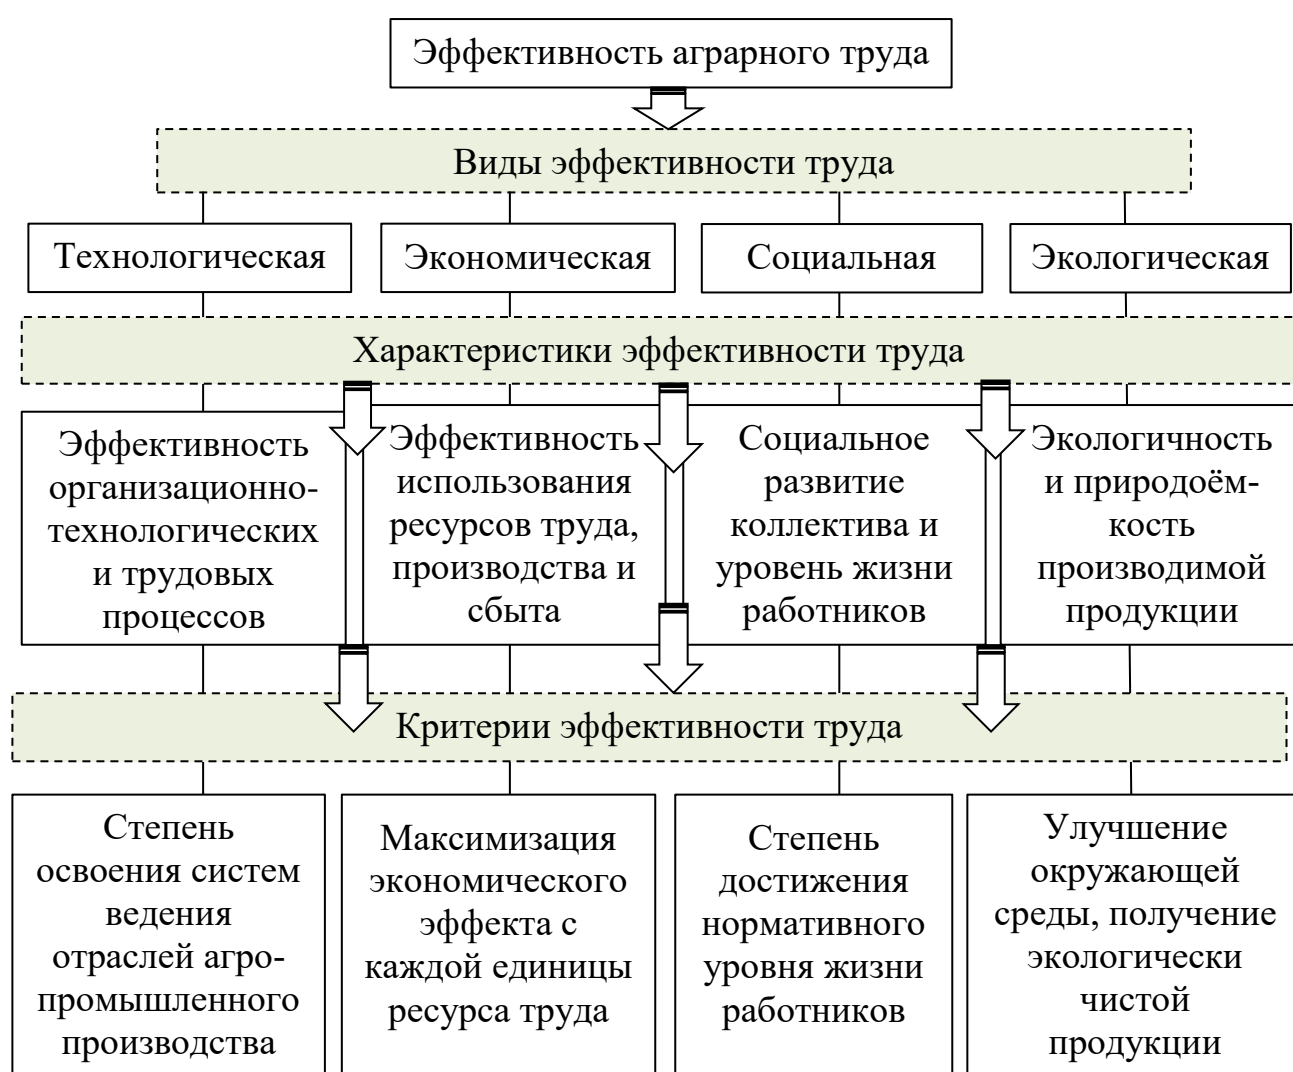 Эффективность аграрного труда
Виды эффективности труда
Технологическая
Экономическая
Социальная
Экологическая
Характеристики эффективности труда
Эффективность
организационно-
технологических
и трудовых
процессов
Эффективность
использования
ресурсов труда,
производства и
сбыта
Социальное
развитие
коллектива и
уровень жизни
работников
Экологичность
и природоём-
кость
производимой
продукции
Критерии эффективности труда
Степень
освоения систем
ведения
отраслей агро-
промышленного
производства
Максимизация
экономического
эффекта с
каждой единицы
ресурса труда
Степень
достижения
нормативного
уровня жизни
работников
Улучшение
окружающей
среды, получение
экологически
чистой
продукции